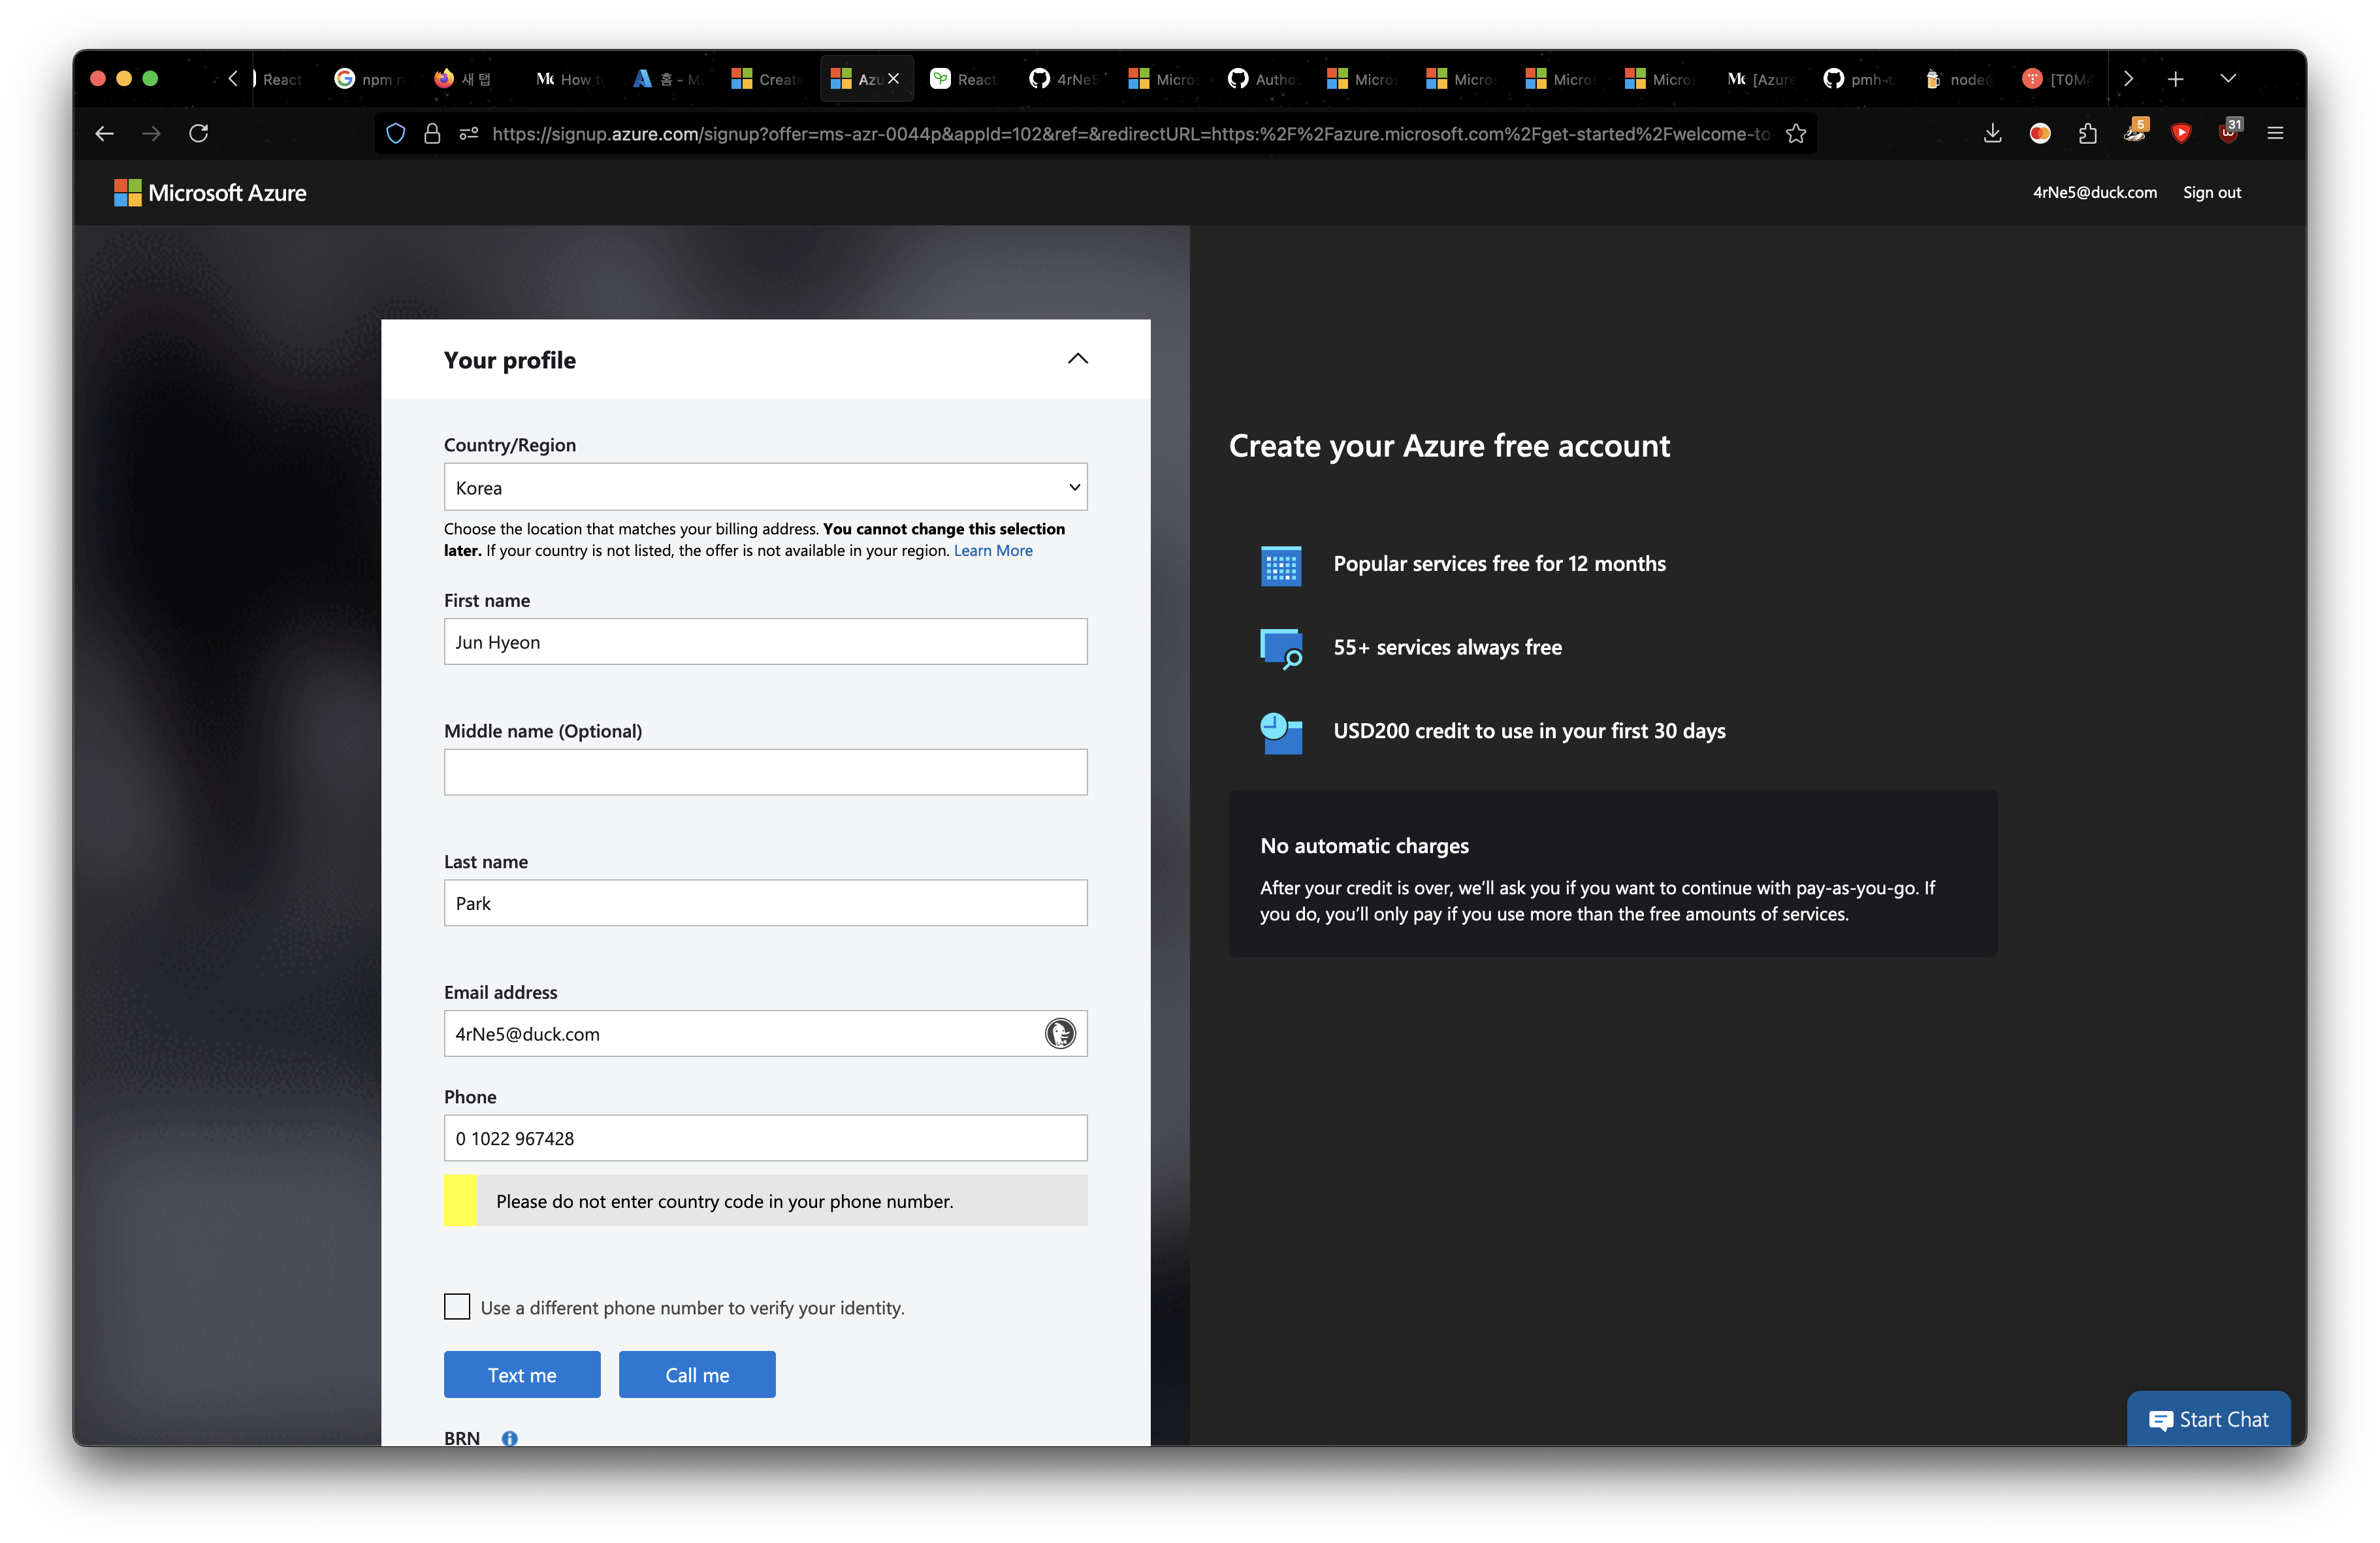 React
npm
새 탭
How to
홈 - M
Create
Azu
React
4rNe5
Micros
Autho
Micros
Micros
Micros
Micros
[Azure
pmh-
node@
[T0M4
https://signup.azure.com/signup?offer=ms-azr-0044p&appId=102&ref=&redirectURL=https:%2F%2Fazure.microsoft.com%2Fget-started%2Fwelcome-to-
5
31
Microsoft Azure
4rNe5@duck.com
Sign out
Your profile
Country/Region
Korea
Choose the location that matches your billing address. You cannot change this selection
later. If your country is not listed, the offer is not available in your region. Learn More
First name
Jun Hyeon
Middle name (Optional)
Last name
Park
Email address
4rNe5@duck.com
Phone
0 1022 967428
Please do not enter country code in your phone number.
Use a different phone number to verify your identity.
Text me
Call me
BRN
Create your Azure free account
Popular services free for 12 months
55+ services always free
USD200 credit to use in your first 30 days
No automatic charges
After your credit is over, we'll ask you if you want to continue with pay-as-you-go. If
you do, you'll only pay if you use more than the free amounts of services.
Start Chat